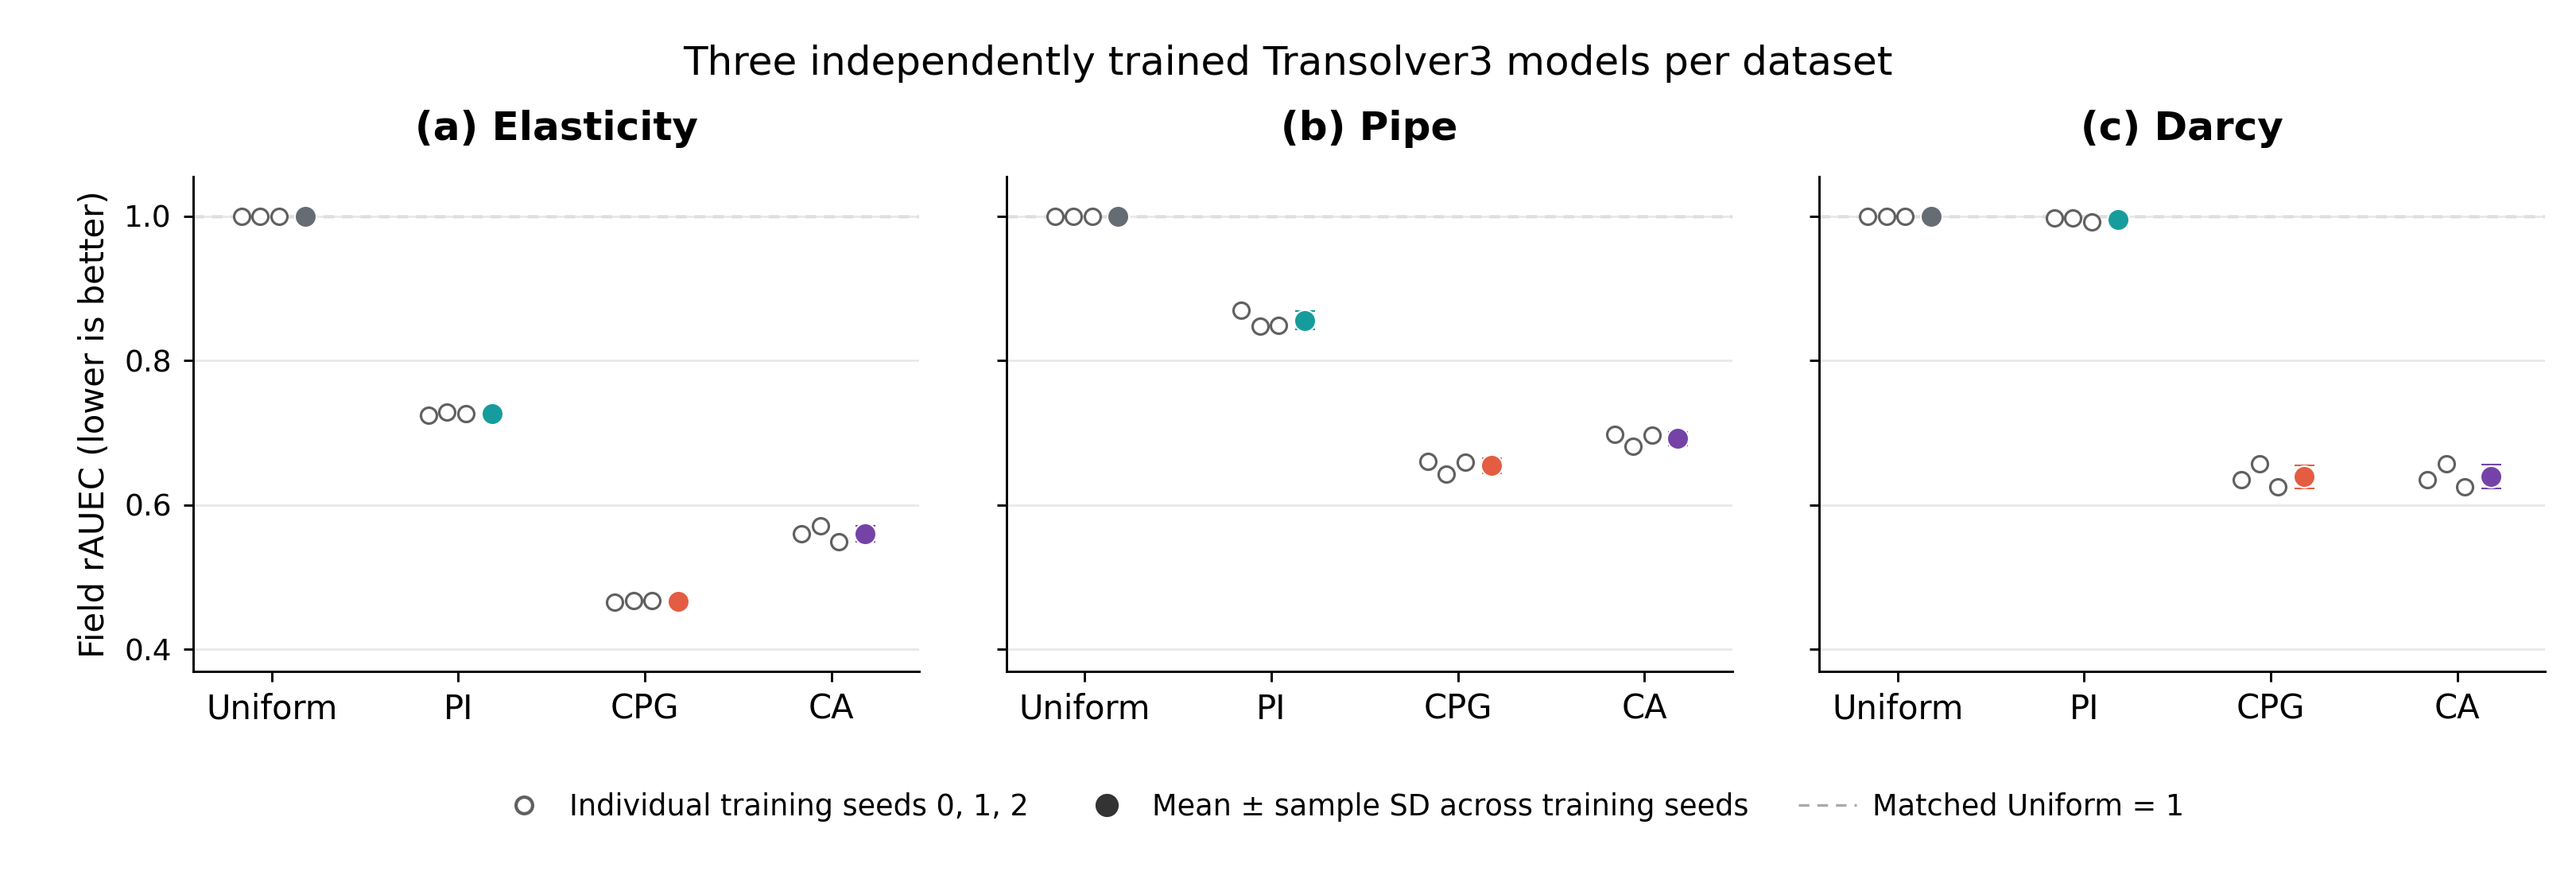 Three independently trained Transolver3 models per dataset
(a) Elasticity
(b) Pipe
(c) Darcy
Field rAUEC (lower is better)
1.0
0.8
0.6
0.4
Uniform PI CPG CA
Uniform PI CPG CA
Uniform PI CPG CA
Individual training seeds 0, 1, 2
Mean ± sample SD across training seeds
Matched Uniform = 1